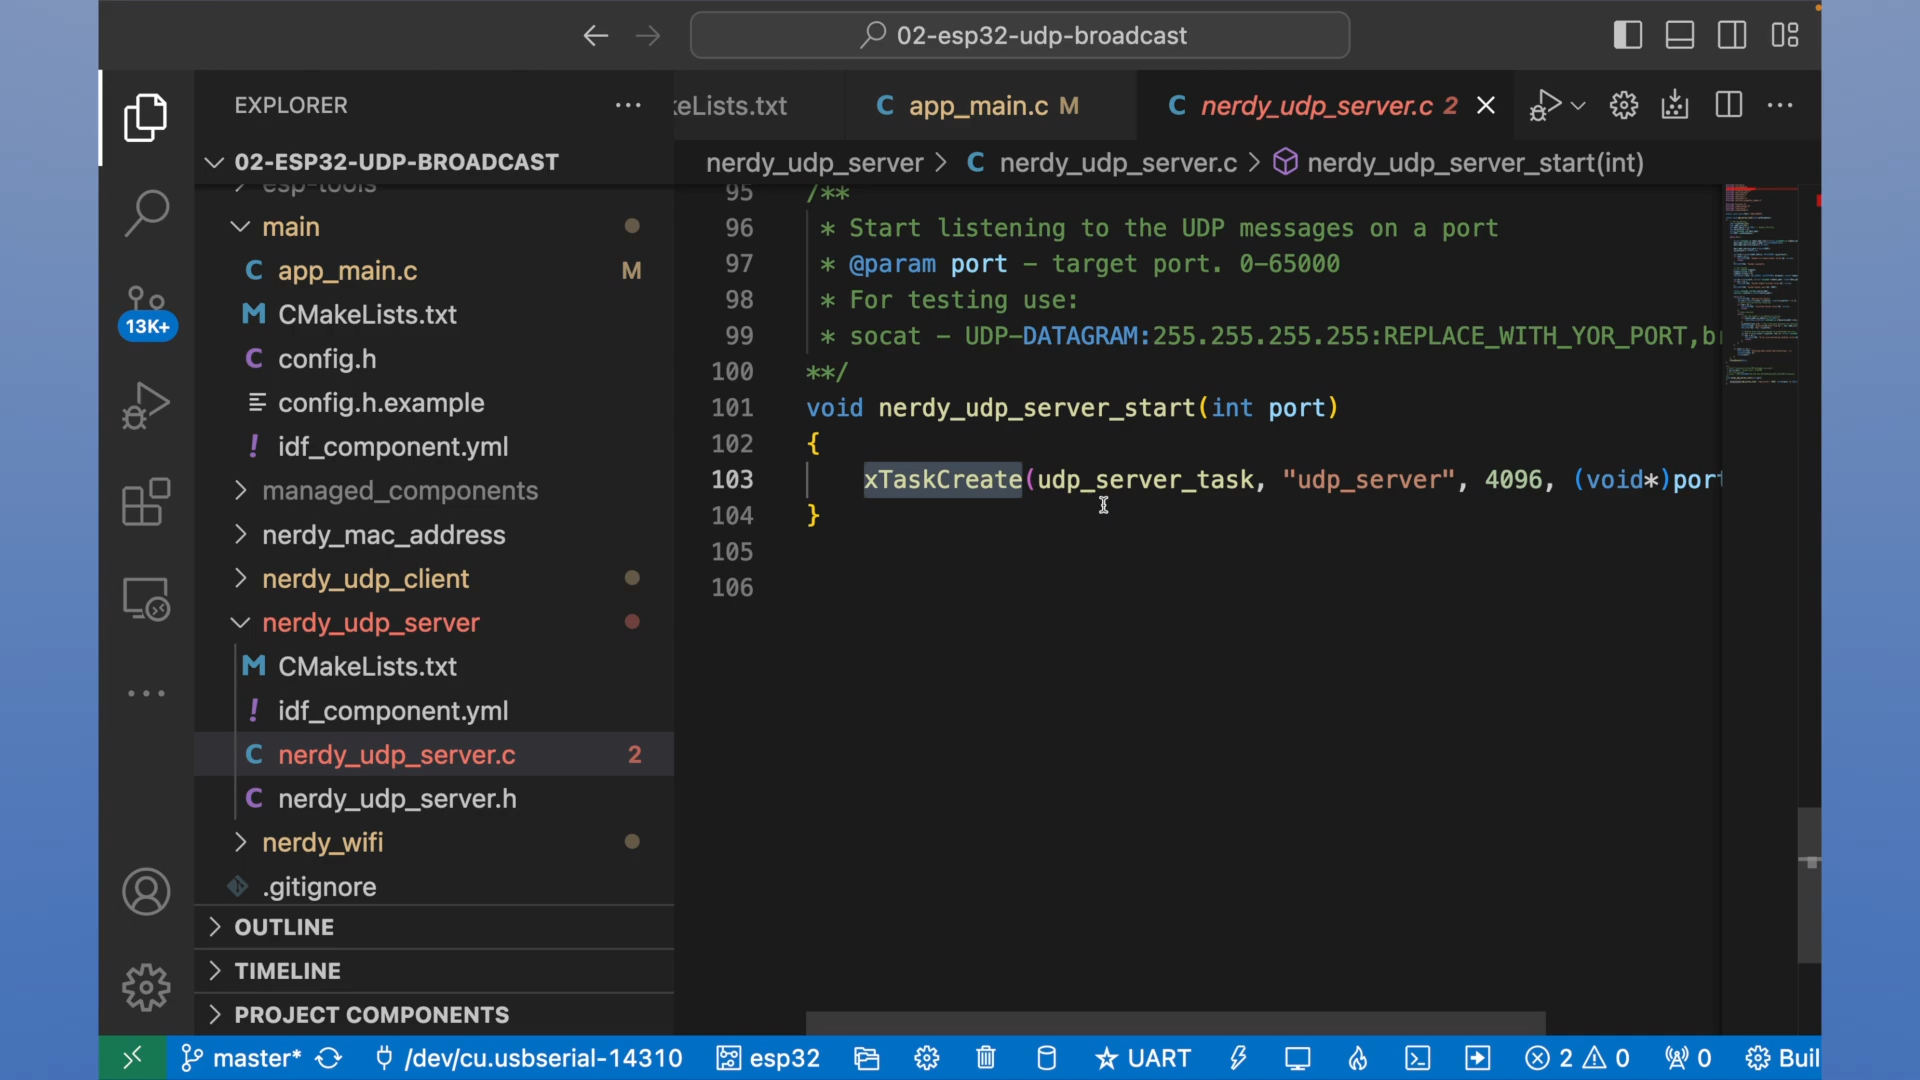 02-esp32-udp-broadcast
EXPLORER
eLists.txt
C app_main.c M
C nerdy_udp_server.c 2
02-ESP32-UDP-BROADCAST
nerdy_udp_server > C nerdy_udp_server.c > nerdy_udp_server_start(int)
esp-tools
main
C app_main.c M
M CMakeLists.txt
C config.h
config.h.example
! idf_component.yml
managed_components
nerdy_mac_address
nerdy_udp_client
nerdy_udp_server
M CMakeLists.txt
! idf_component.yml
C nerdy_udp_server.c 2
C nerdy_udp_server.h
nerdy_wifi
.gitignore
OUTLINE
TIMELINE
PROJECT COMPONENTS
13K+
95 /**
96 * Start listening to the UDP messages on a port
97 * @param port - target port. 0-65000
98 * For testing use:
99 * socat - UDP-DATAGRAM:255.255.255.255:REPLACE_WITH_YOR_PORT,br
100 **/
101 void nerdy_udp_server_start(int port)
102 {
103 xTaskCreate(udp_server_task, "udp_server", 4096, (void*)port
104 }
105
106
master* /dev/cu.usbserial-14310 esp32 UART 2 0 0 Buil